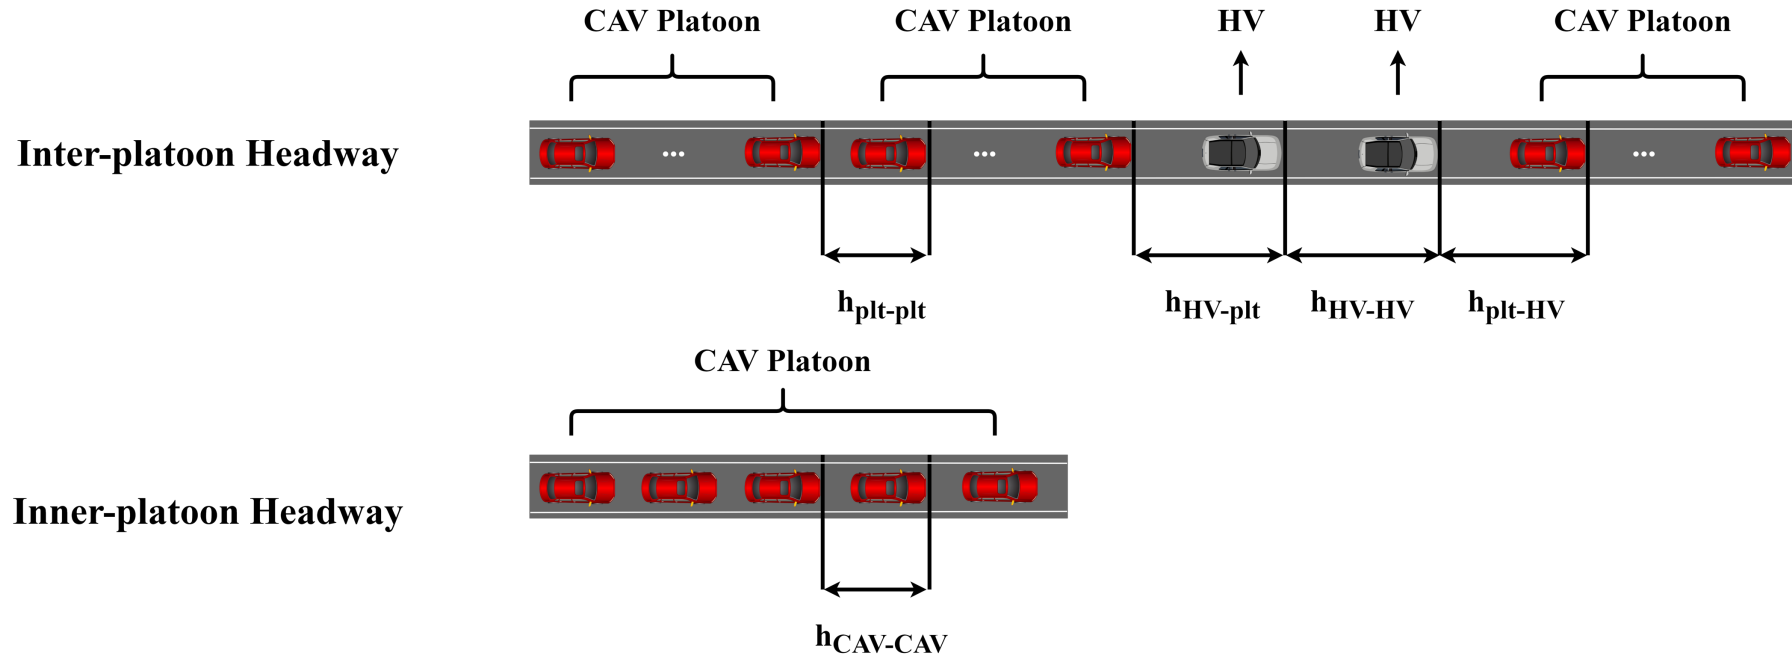 CAV Platoon CAV Platoon HV HV CAV Platoon
Inter-platoon Headway
hplt-plt hHV-plt hHV-HV hplt-HV
CAV Platoon
Inner-platoon Headway
hCAV-CAV